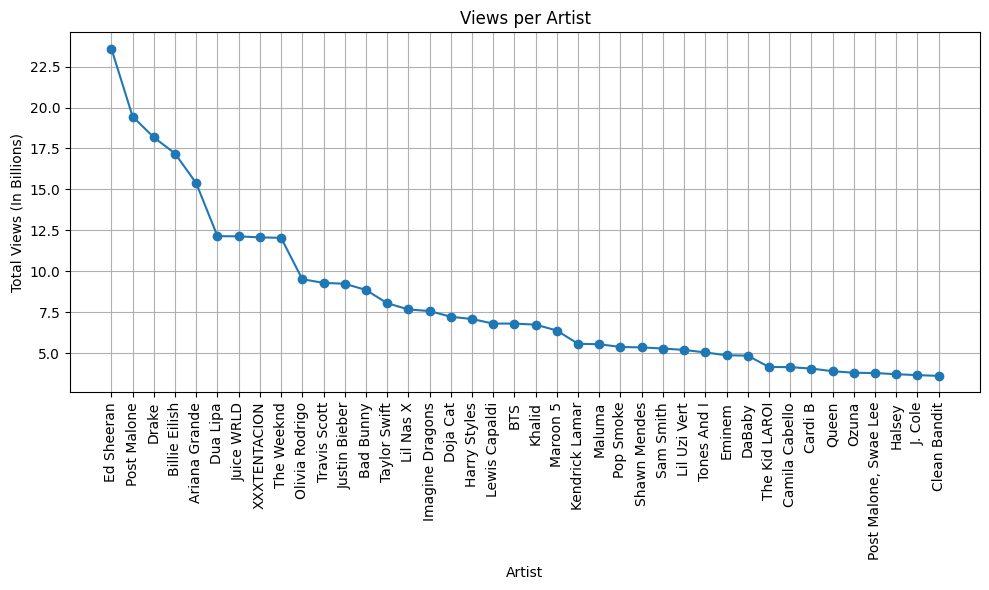 Views per Artist
Total Views (In Billions)
22.5
20.0
17.5
15.0
12.5
10.0
7.5
5.0
Ed Sheeran
Post Malone
Drake
Billie Eilish
Ariana Grande
Dua Lipa
Juice WRLD
XXXTENTACION
The Weeknd
Olivia Rodrigo
Travis Scott
Justin Bieber
Bad Bunny
Taylor Swift
Lil Nas X
Imagine Dragons
Doja Cat
Harry Styles
Lewis Capaldi
BTS
Khalid
Maroon 5
Kendrick Lamar
Maluma
Pop Smoke
Shawn Mendes
Sam Smith
Lil Uzi Vert
Tones And I
Eminem
DaBaby
The Kid LAROI
Camila Cabello
Cardi B
Queen
Ozuna
Post Malone, Swae Lee
Halsey
J. Cole
Clean Bandit
Artist